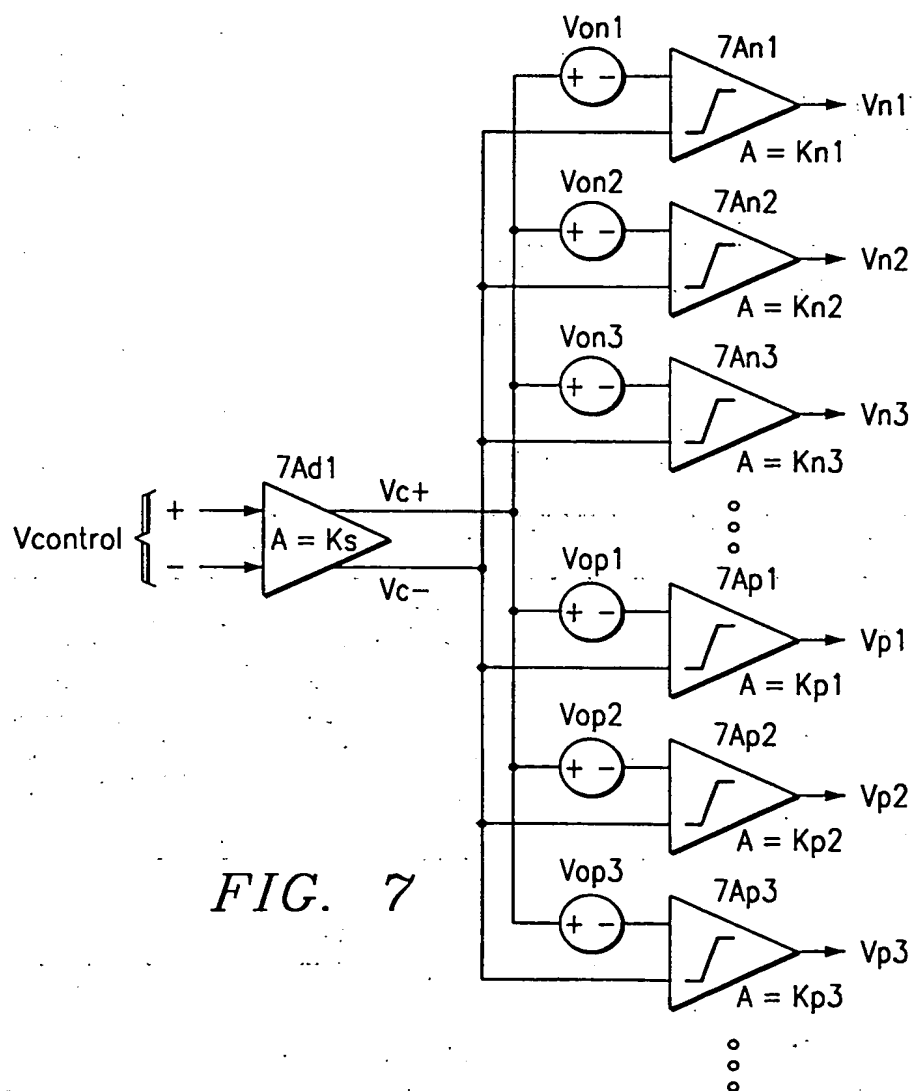 Von1
7An1
+ -
Vn1
A = Kn1
Von2
7An2
+ -
Vn2
A = Kn2
Von3
7An3
+ -
Vn3
A = Kn3
7Ad1
Vc+
Vcontrol
+
-
A = Ks
Vc-
Vop1
7Ap1
+ -
Vp1
A = Kp1
Vop2
7Ap2
+ -
Vp2
A = Kp2
Vop3
7Ap3
+ -
Vp3
A = Kp3
FIG. 7